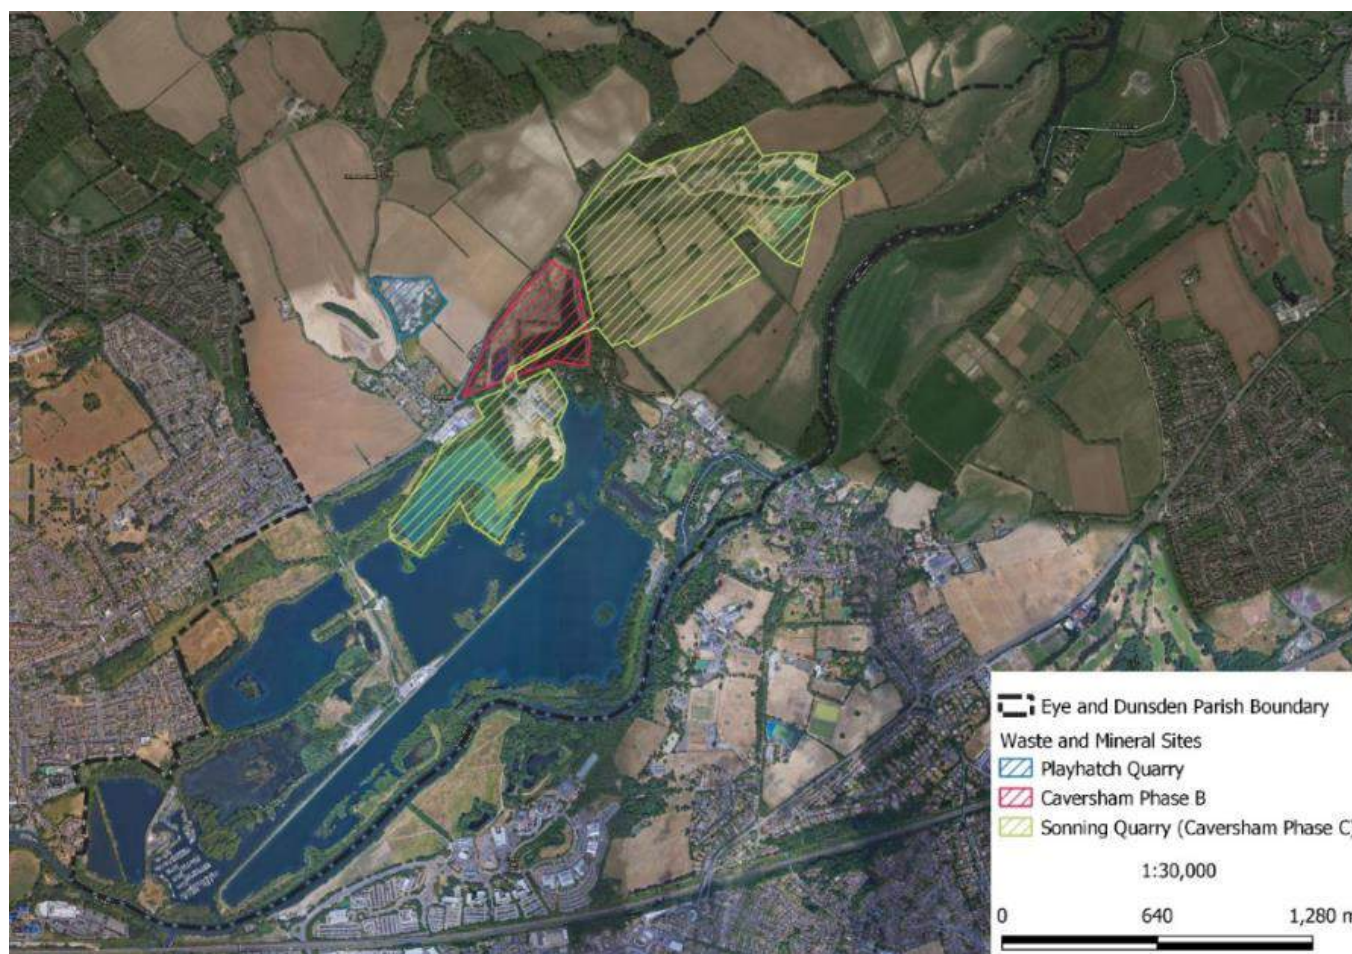 Eye and Dunsden Parish Boundary
Waste and Mineral Sites
Playhatch Quarry
Caversham Phase B
Sonning Quarry (Caversham Phase C)
1:30,000
0 640 1,280 m